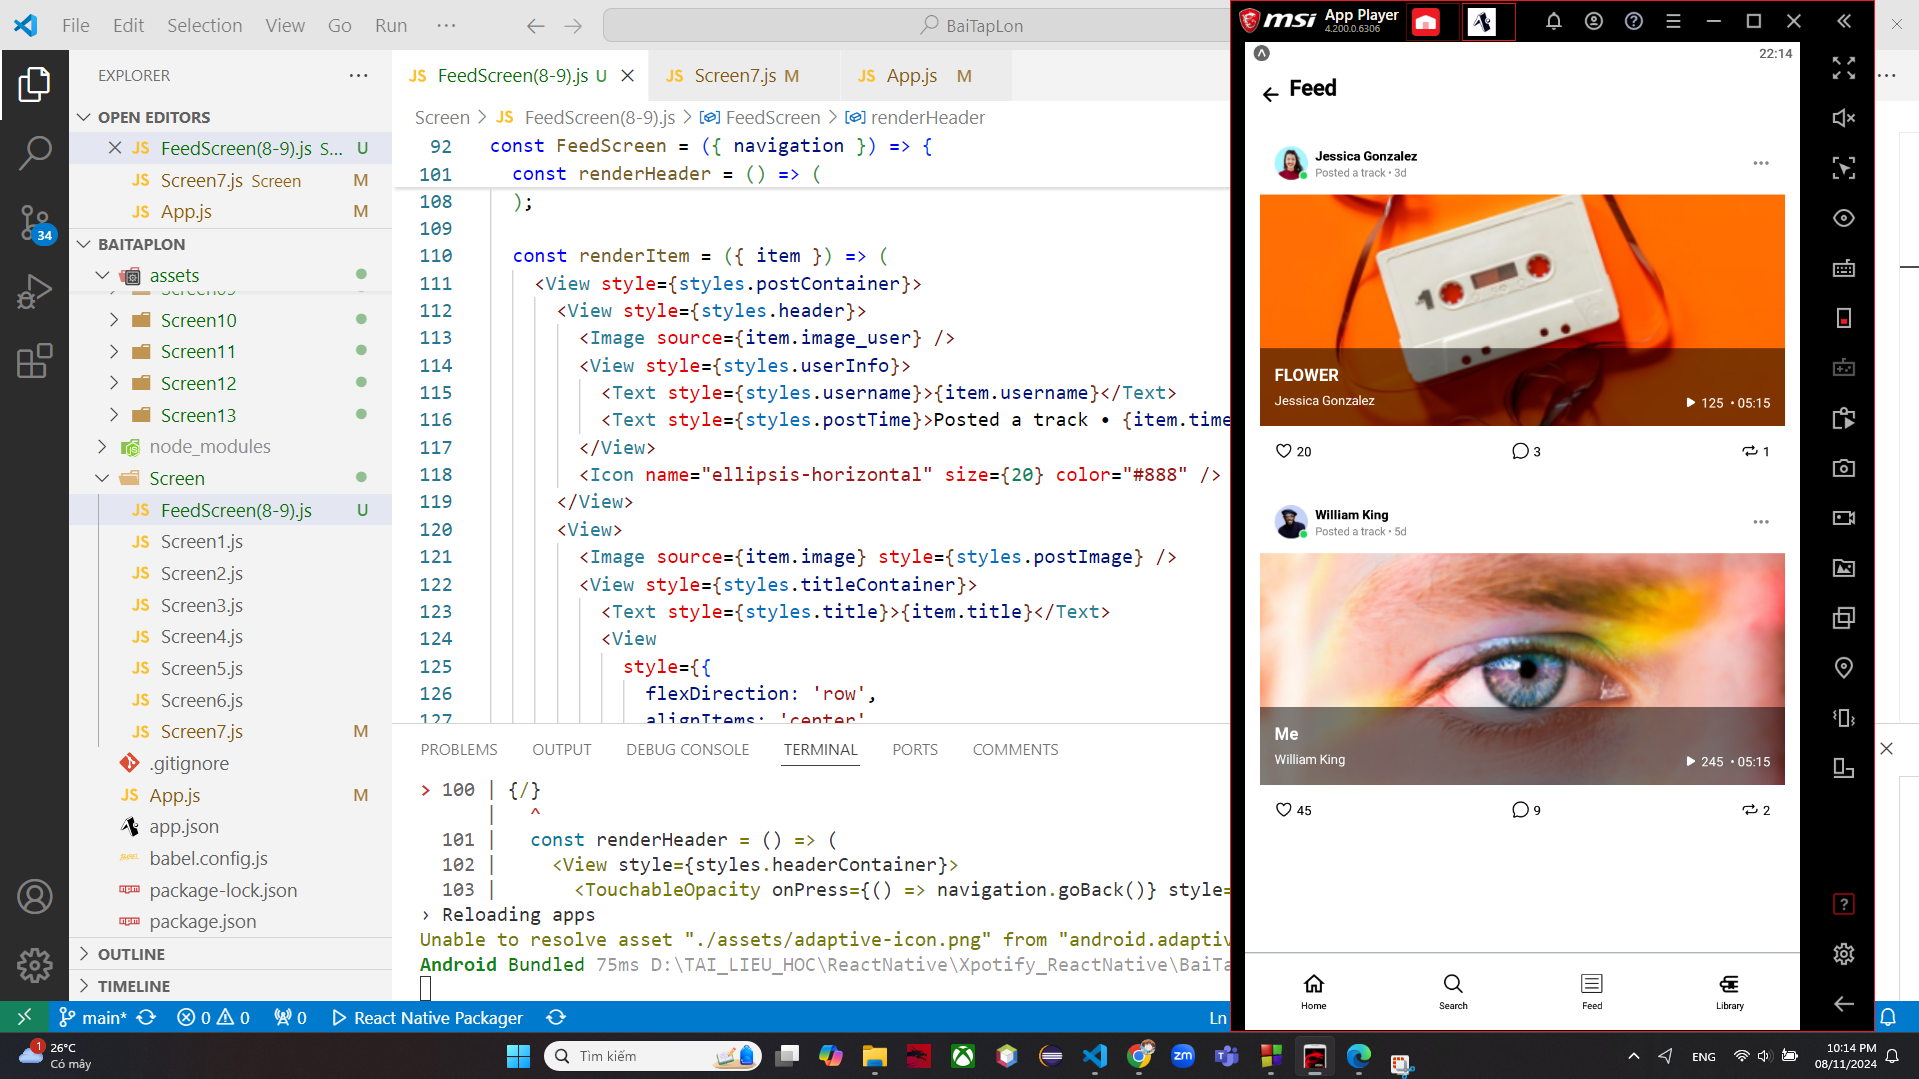 File Edit Selection View Go Run ···
BaiTapLon
EXPLORER
OPEN EDITORS
FeedScreen(8-9).js S... U
Screen7.js Screen M
App.js M
BAITAPLON
assets
Screen10
Screen11
Screen12
Screen13
node_modules
Screen
FeedScreen(8-9).js U
Screen1.js
Screen2.js
Screen3.js
Screen4.js
Screen5.js
Screen6.js
Screen7.js M
.gitignore
App.js M
app.json
babel.config.js
package-lock.json
package.json
OUTLINE
TIMELINE
34
JS FeedScreen(8-9).js U
JS Screen7.js M
JS App.js M
Screen > JS FeedScreen(8-9).js > FeedScreen > renderHeader
92 const FeedScreen = ({ navigation }) => {
101 const renderHeader = () => (
108 );
109
110 const renderItem = ({ item }) => (
111 <View style={styles.postContainer}>
112 <View style={styles.header}>
113 <Image source={item.image_user} />
114 <View style={styles.userInfo}>
115 <Text style={styles.username}>{item.username}</Text>
116 <Text style={styles.postTime}>Posted a track • {item.time
117 </View>
118 <Icon name="ellipsis-horizontal" size={20} color="#888" />
119 </View>
120 <View>
121 <Image source={item.image} style={styles.postImage} />
122 <View style={styles.titleContainer}>
123 <Text style={styles.title}>{item.title}</Text>
124 <View
125 style={{
126 flexDirection: 'row',
127 alignItems: 'center'
PROBLEMS OUTPUT DEBUG CONSOLE TERMINAL PORTS COMMENTS
> 100 | {/}
| ^
101 | const renderHeader = () => (
102 | <View style={styles.headerContainer}>
103 | <TouchableOpacity onPress={() => navigation.goBack()} style=
› Reloading apps
Unable to resolve asset "./assets/adaptive-icon.png" from "android.adaptiv
Android Bundled 75ms D:\TAI_LIEU_HOC\ReactNative\Xpotify_ReactNative\BaiTa
main* 0 0 0 React Native Packager Ln
msi App Player
4.200.0.6306
22:14
Feed
Jessica Gonzalez
Posted a track • 3d
FLOWER
Jessica Gonzalez
125 • 05:15
20 3 1
William King
Posted a track • 5d
Me
William King
245 • 05:15
45 9 2
Home Search Feed Library
1
26°C
Có mây
Tìm kiếm
zm
ENG
10:14 PM
08/11/2024